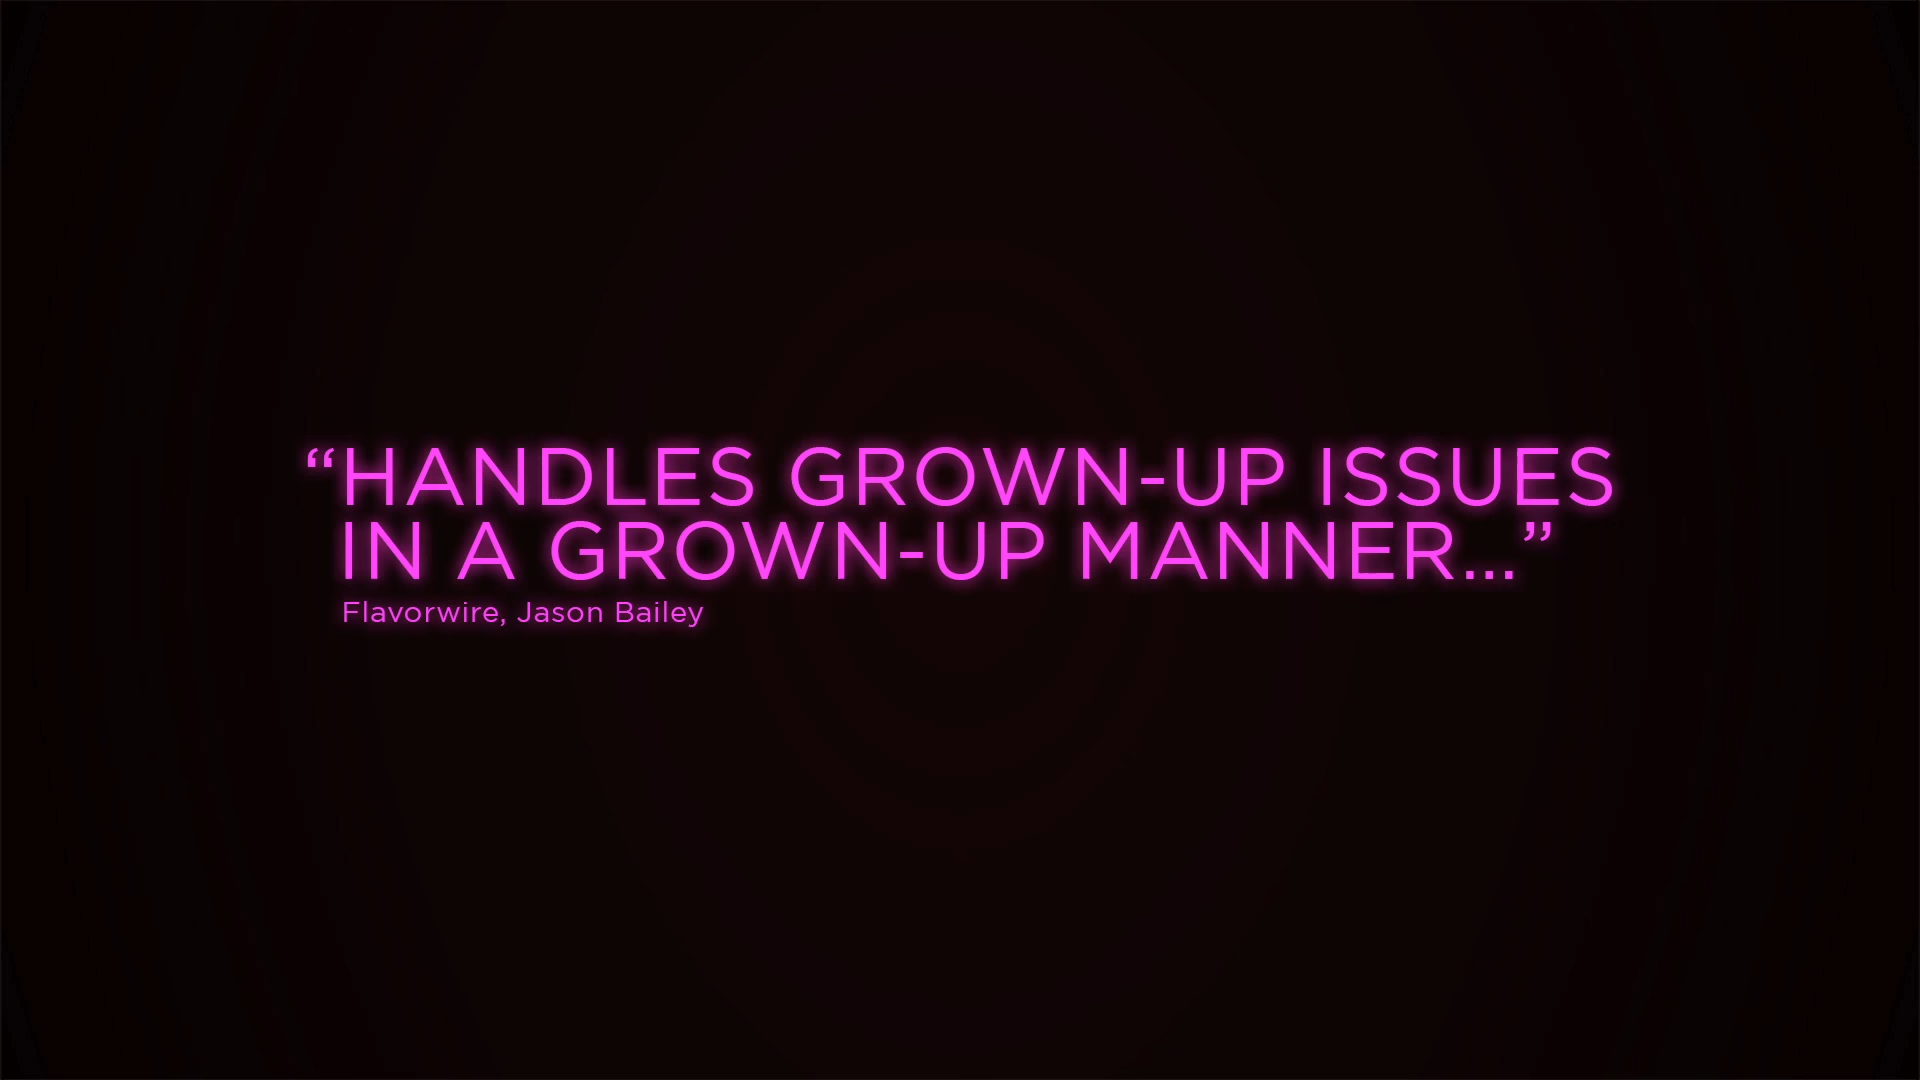 “HANDLES GROWN-UP ISSUES
IN A GROWN-UP MANNER...”
Flavorwire, Jason Bailey